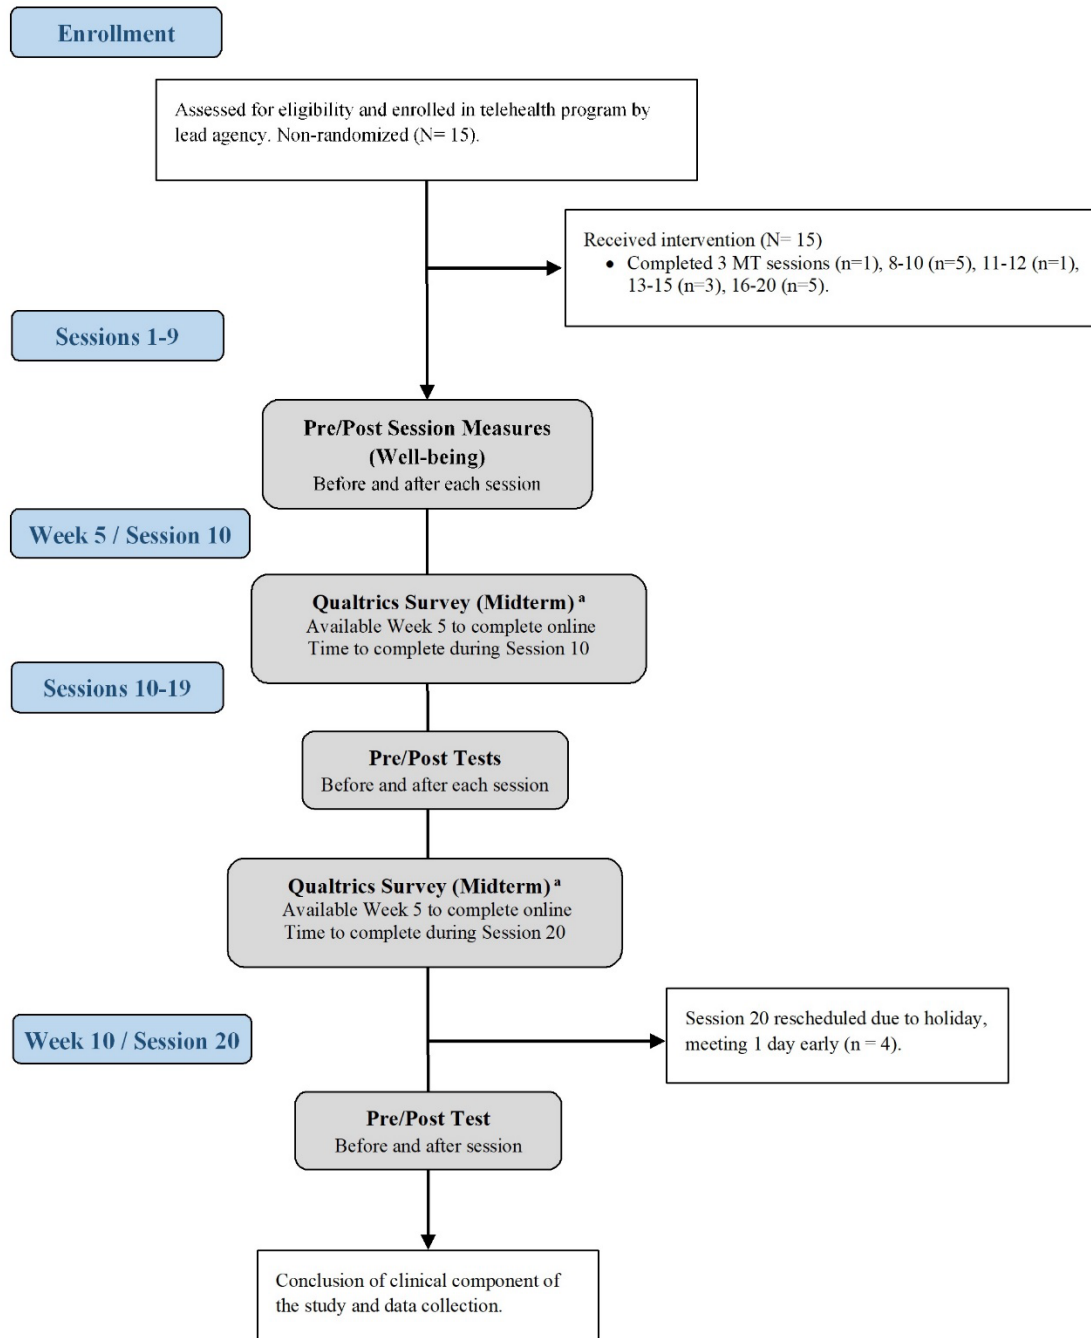 Enrollment
Assessed for eligibility and enrolled in telehealth program by
lead agency. Non-randomized (N= 15).
Received intervention (N= 15)
• Completed 3 MT sessions (n=1), 8-10 (n=5), 11-12 (n=1),
13-15 (n=3), 16-20 (n=5).
Sessions 1-9
Pre/Post Session Measures
(Well-being)
Before and after each session
Week 5 / Session 10
Qualtrics Survey (Midterm) ª
Available Week 5 to complete online
Time to complete during Session 10
Sessions 10-19
Pre/Post Tests
Before and after each session
Qualtrics Survey (Midterm) ª
Available Week 5 to complete online
Time to complete during Session 20
Session 20 rescheduled due to holiday,
meeting 1 day early (n = 4).
Week 10 / Session 20
Pre/Post Test
Before and after session
Conclusion of clinical component of
the study and data collection.